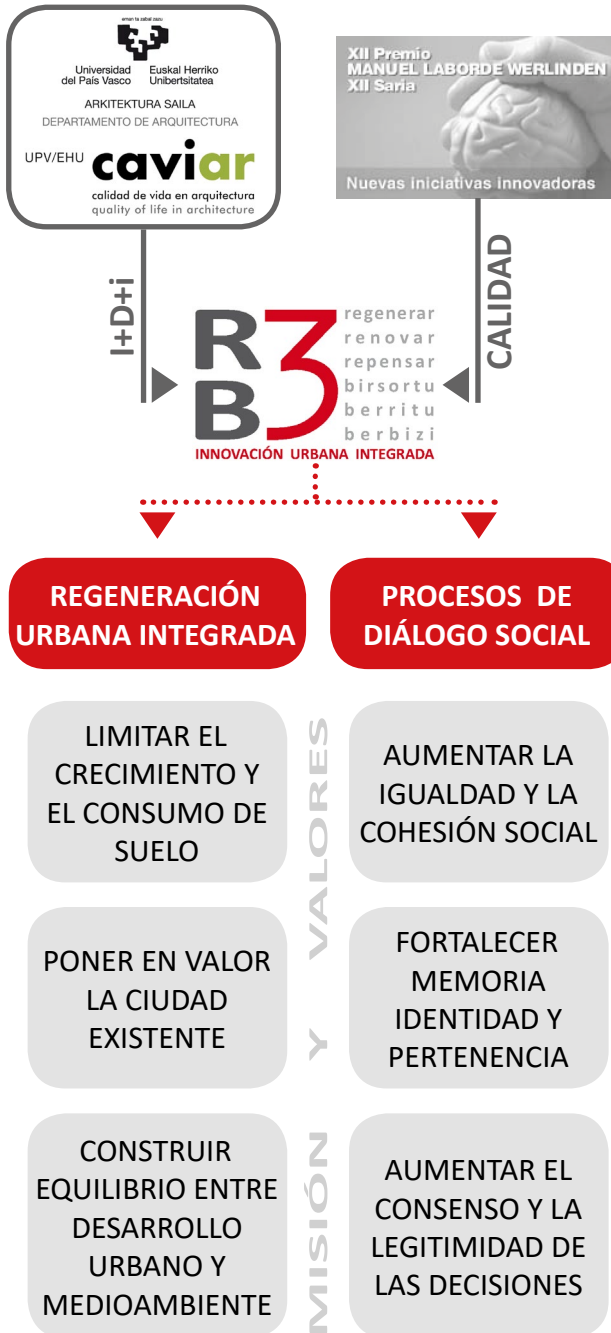 eman ta zabal zazu
Universidad
del País Vasco
Euskal Herriko
Unibertsitatea
ARKITEKTURA SAILA
DEPARTAMENTO DE ARQUITECTURA
UPV/EHU caviar
calidad de vida en arquitectura
quality of life in architecture
XII Premio
MANUEL LABORDE WERLINDEN
XII Saria
Nuevas iniciativas innovadoras
I+D+i
CALIDAD
R3
B
regenerar
renovar
repensar
birsortu
berritu
berbizi
INNOVACIÓN URBANA INTEGRADA
REGENERACIÓN
URBANA INTEGRADA
PROCESOS DE
DIÁLOGO SOCIAL
MISIÓN Y VALORES
LIMITAR EL
CRECIMIENTO Y
EL CONSUMO DE
SUELO
AUMENTAR LA
IGUALDAD Y LA
COHESIÓN SOCIAL
PONER EN VALOR
LA CIUDAD
EXISTENTE
FORTALECER
MEMORIA
IDENTIDAD Y
PERTENENCIA
CONSTRUIR
EQUILIBRIO ENTRE
DESARROLLO
URBANO Y
MEDIOAMBIENTE
AUMENTAR EL
CONSENSO Y LA
LEGITIMIDAD DE
LAS DECISIONES